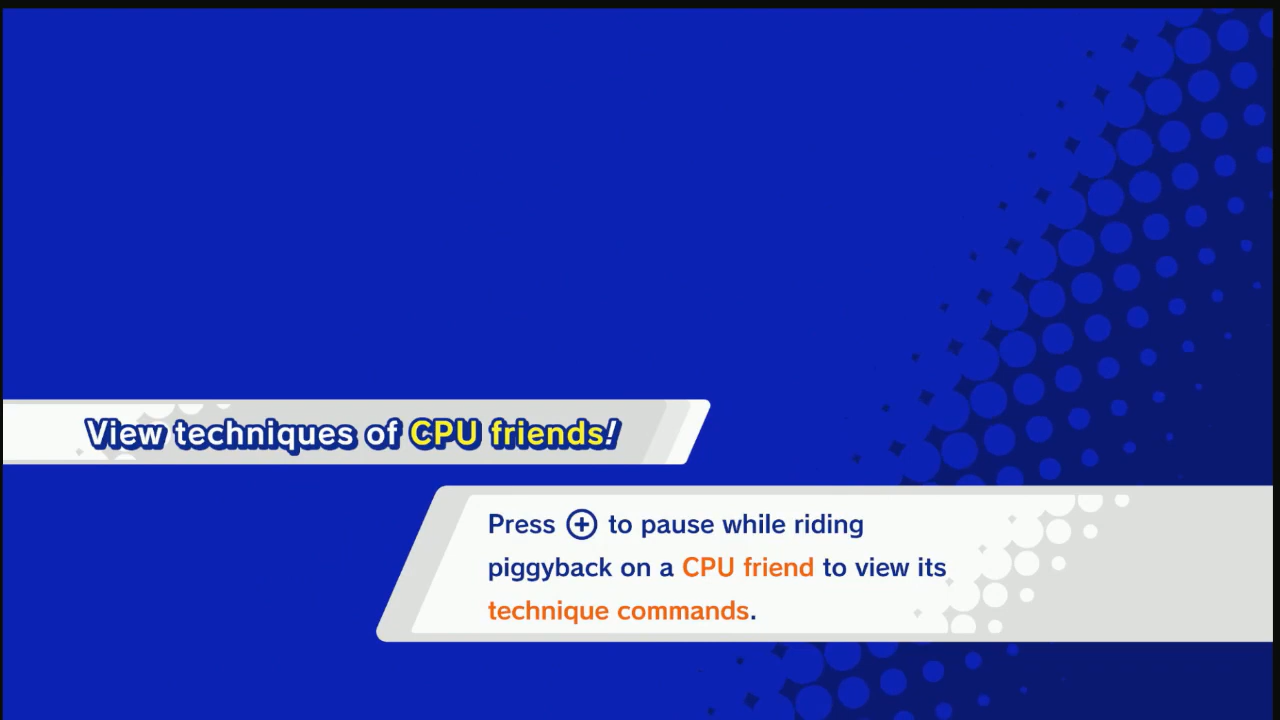 View techniques of CPU friends!
Press ⊕ to pause while riding
piggyback on a CPU friend to view its
technique commands.